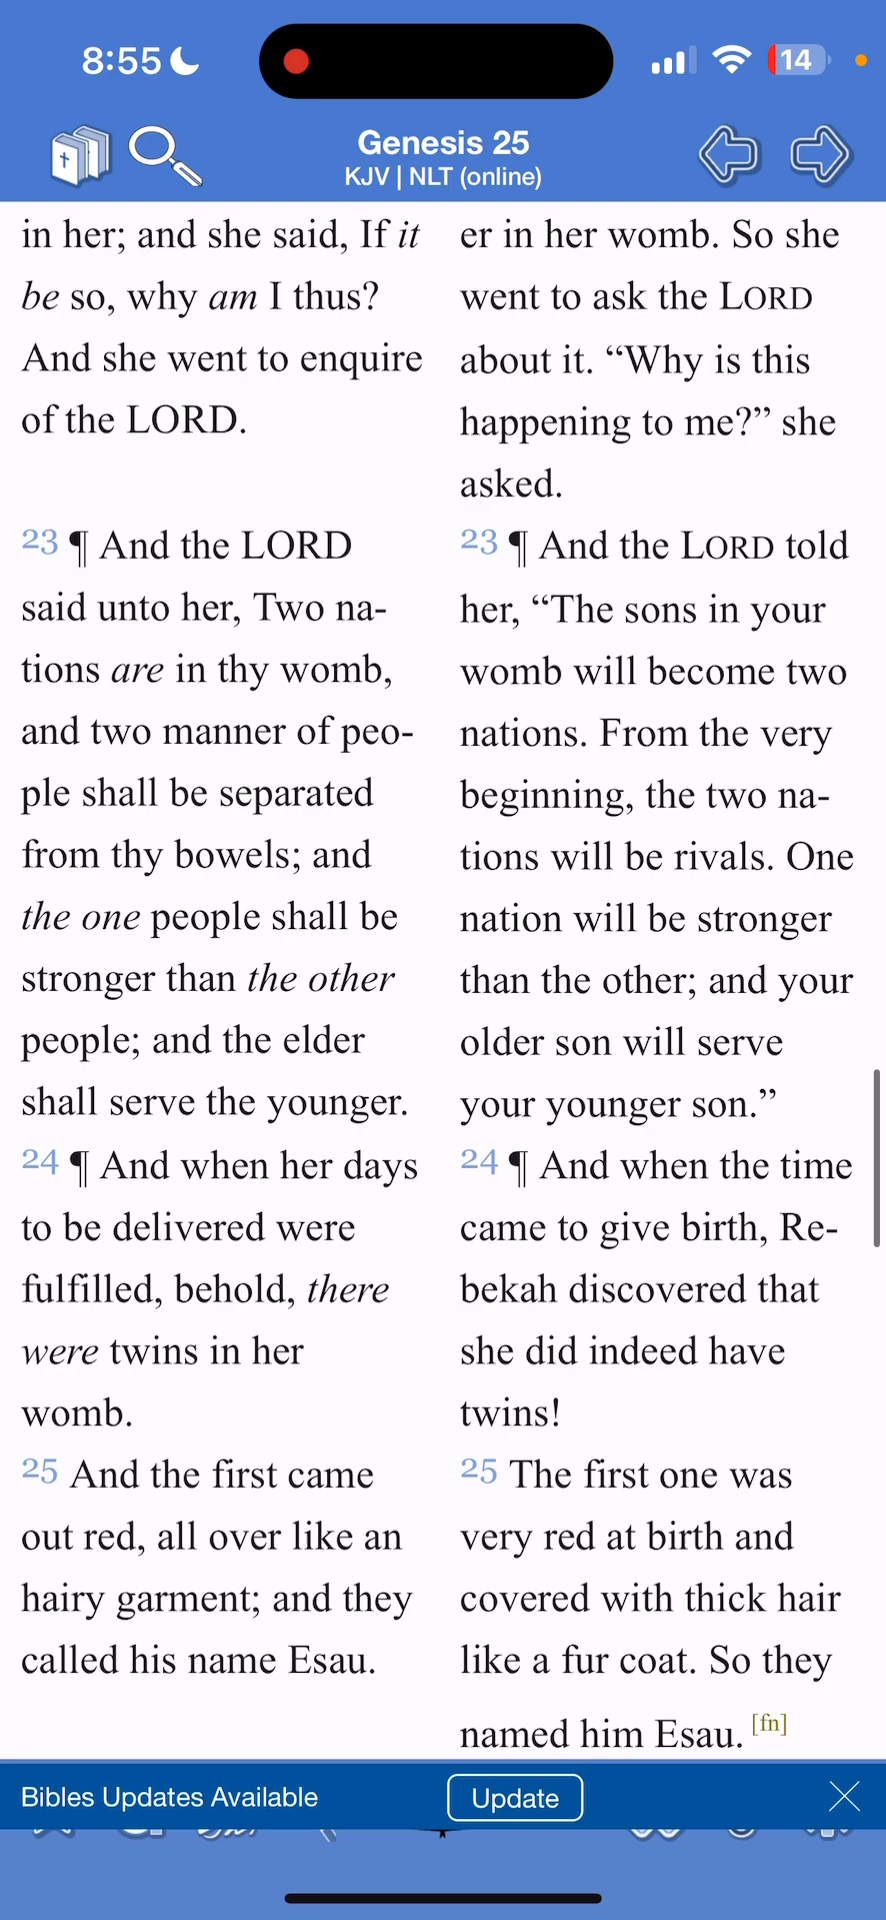 8:55
14
Genesis 25
KJV | NLT (online)
in her; and she said, If it
be so, why am I thus?
And she went to enquire
of the LORD.
23 ¶ And the LORD
said unto her, Two na-
tions are in thy womb,
and two manner of peo-
ple shall be separated
from thy bowels; and
the one people shall be
stronger than the other
people; and the elder
shall serve the younger.
24 ¶ And when her days
to be delivered were
fulfilled, behold, there
were twins in her
womb.
25 And the first came
out red, all over like an
hairy garment; and they
called his name Esau.
er in her womb. So she
went to ask the LORD
about it. “Why is this
happening to me?” she
asked.
23 ¶ And the LORD told
her, “The sons in your
womb will become two
nations. From the very
beginning, the two na-
tions will be rivals. One
nation will be stronger
than the other; and your
older son will serve
your younger son.”
24 ¶ And when the time
came to give birth, Re-
bekah discovered that
she did indeed have
twins!
25 The first one was
very red at birth and
covered with thick hair
like a fur coat. So they
named him Esau. [fn]
Bibles Updates Available
Update